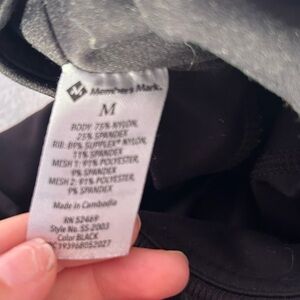 Member's Mark.
M
BODY: 75% NYLON,
25% SPANDEX
RIB: 89% SUPPLEX® NYLON,
11% SPANDEX
MESH 1: 91% POLYESTER,
9% SPANDEX
MESH 2: 91% POLYESTER,
9% SPANDEX
Made in Cambodia
RN 52469
Style No. SS-2003
Color BLACK
193968052027